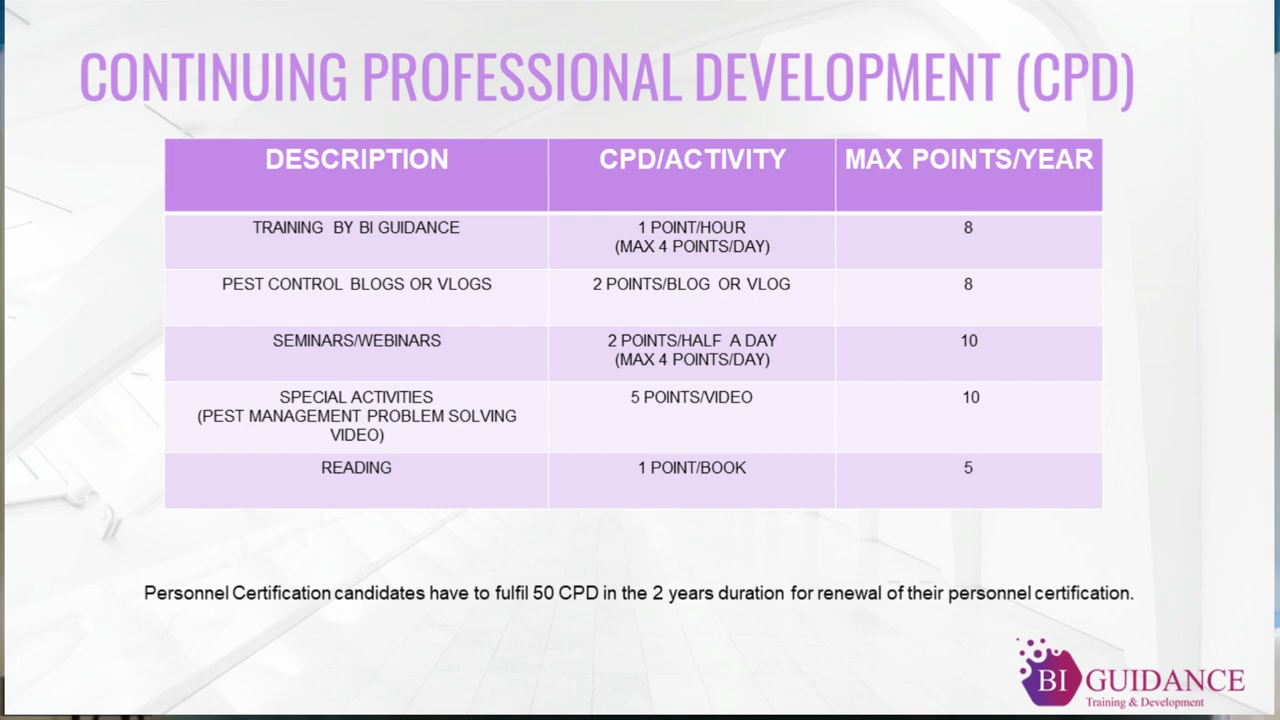 CONTINUING PROFESSIONAL DEVELOPMENT (CPD)
DESCRIPTION CPD/ACTIVITY MAX POINTS/YEAR
TRAINING BY BI GUIDANCE 1 POINT/HOUR 8
(MAX 4 POINTS/DAY)
PEST CONTROL BLOGS OR VLOGS 2 POINTS/BLOG OR VLOG 8
SEMINARS/WEBINARS 2 POINTS/HALF A DAY 10
(MAX 4 POINTS/DAY)
SPECIAL ACTIVITIES 5 POINTS/VIDEO 10
(PEST MANAGEMENT PROBLEM SOLVING
VIDEO)
READING 1 POINT/BOOK 5
Personnel Certification candidates have to fulfil 50 CPD in the 2 years duration for renewal of their personnel certification.
BI GUIDANCE
Training & Development